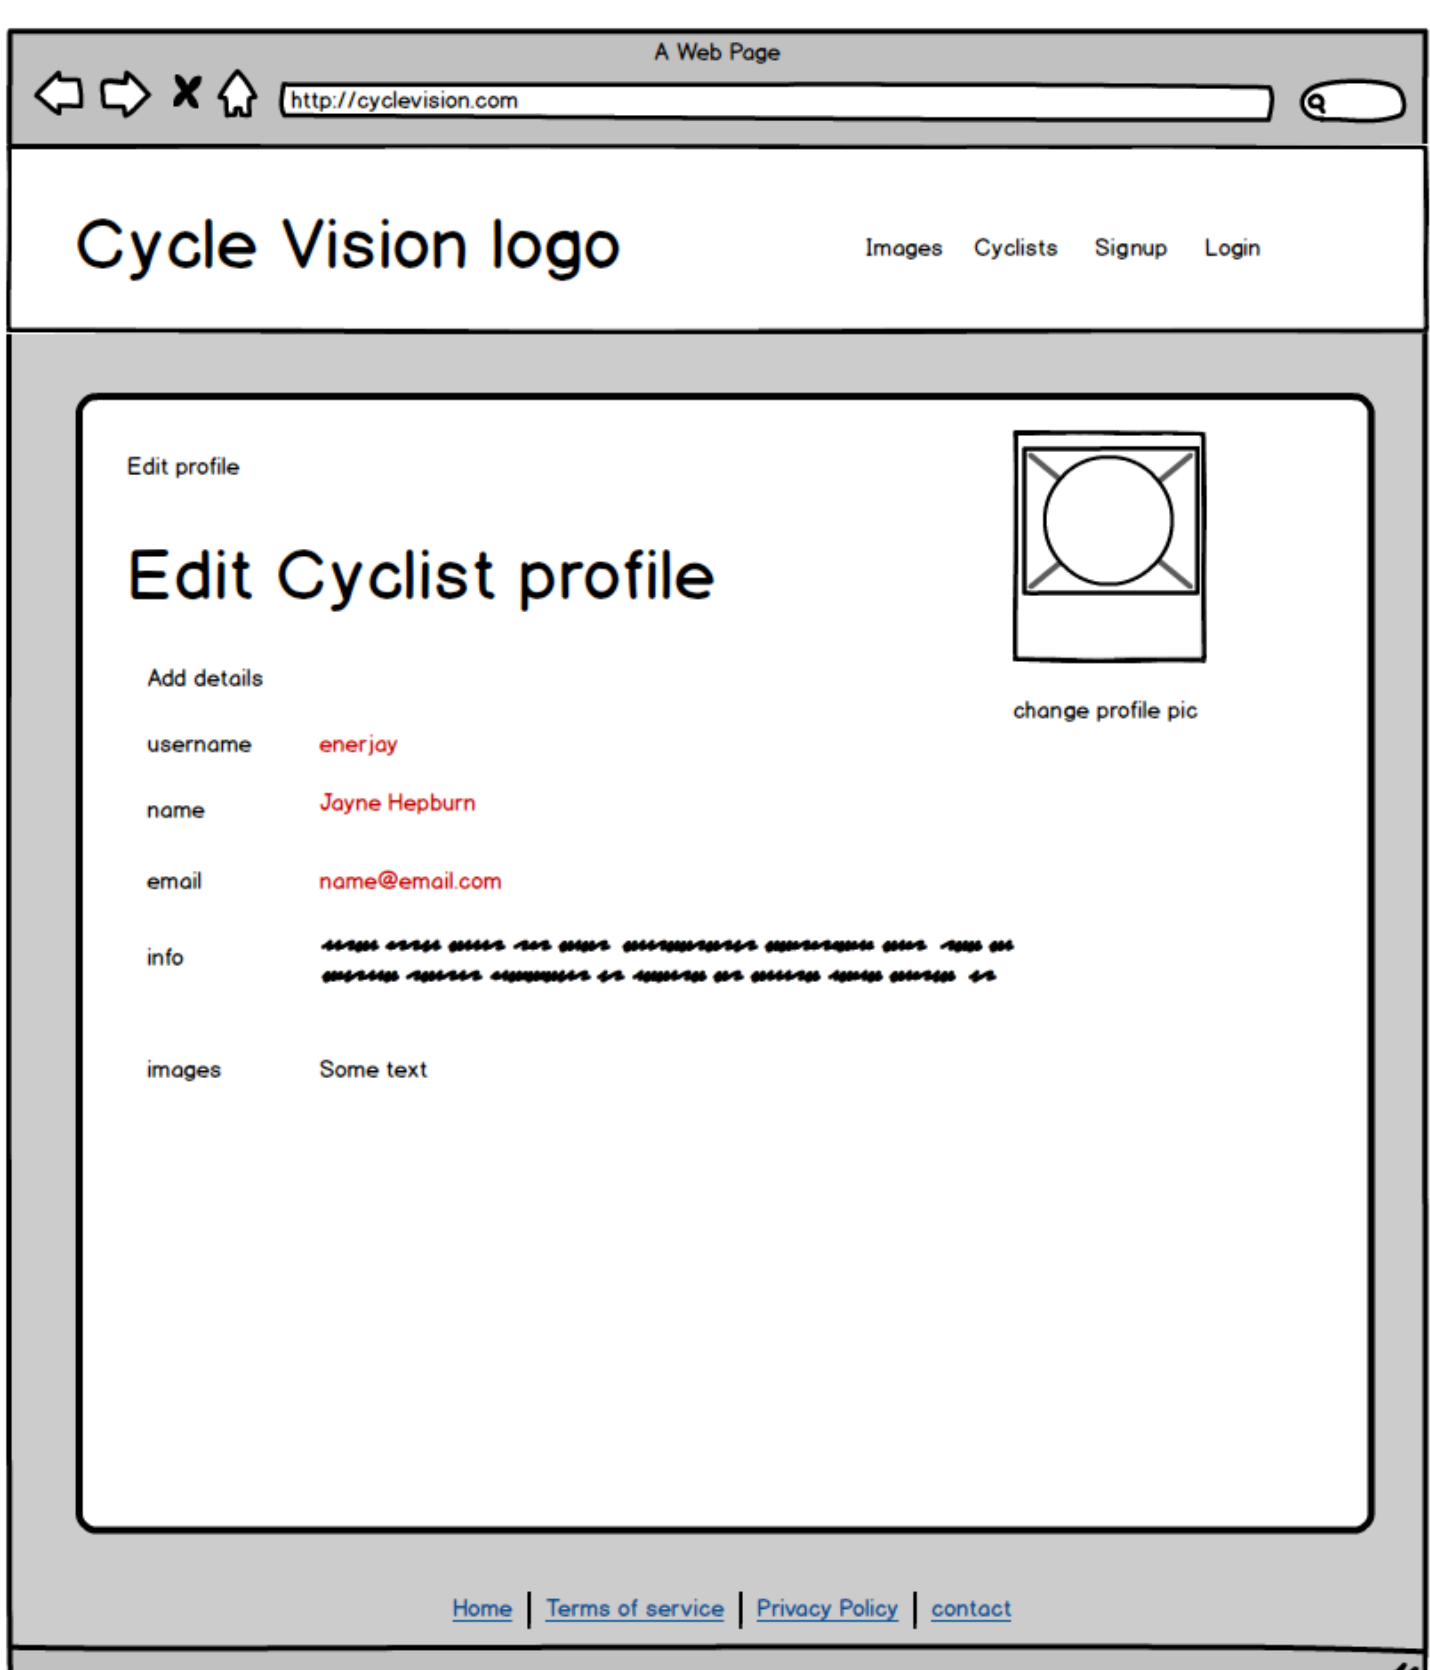 A Web Page
http://cyclevision.com
Cycle Vision logo
Images Cyclists Signup Login
Edit profile
Edit Cyclist profile
Add details
change profile pic
username enerjay
name Jayne Hepburn
email name@email.com
info
images Some text
Home | Terms of service | Privacy Policy | contact